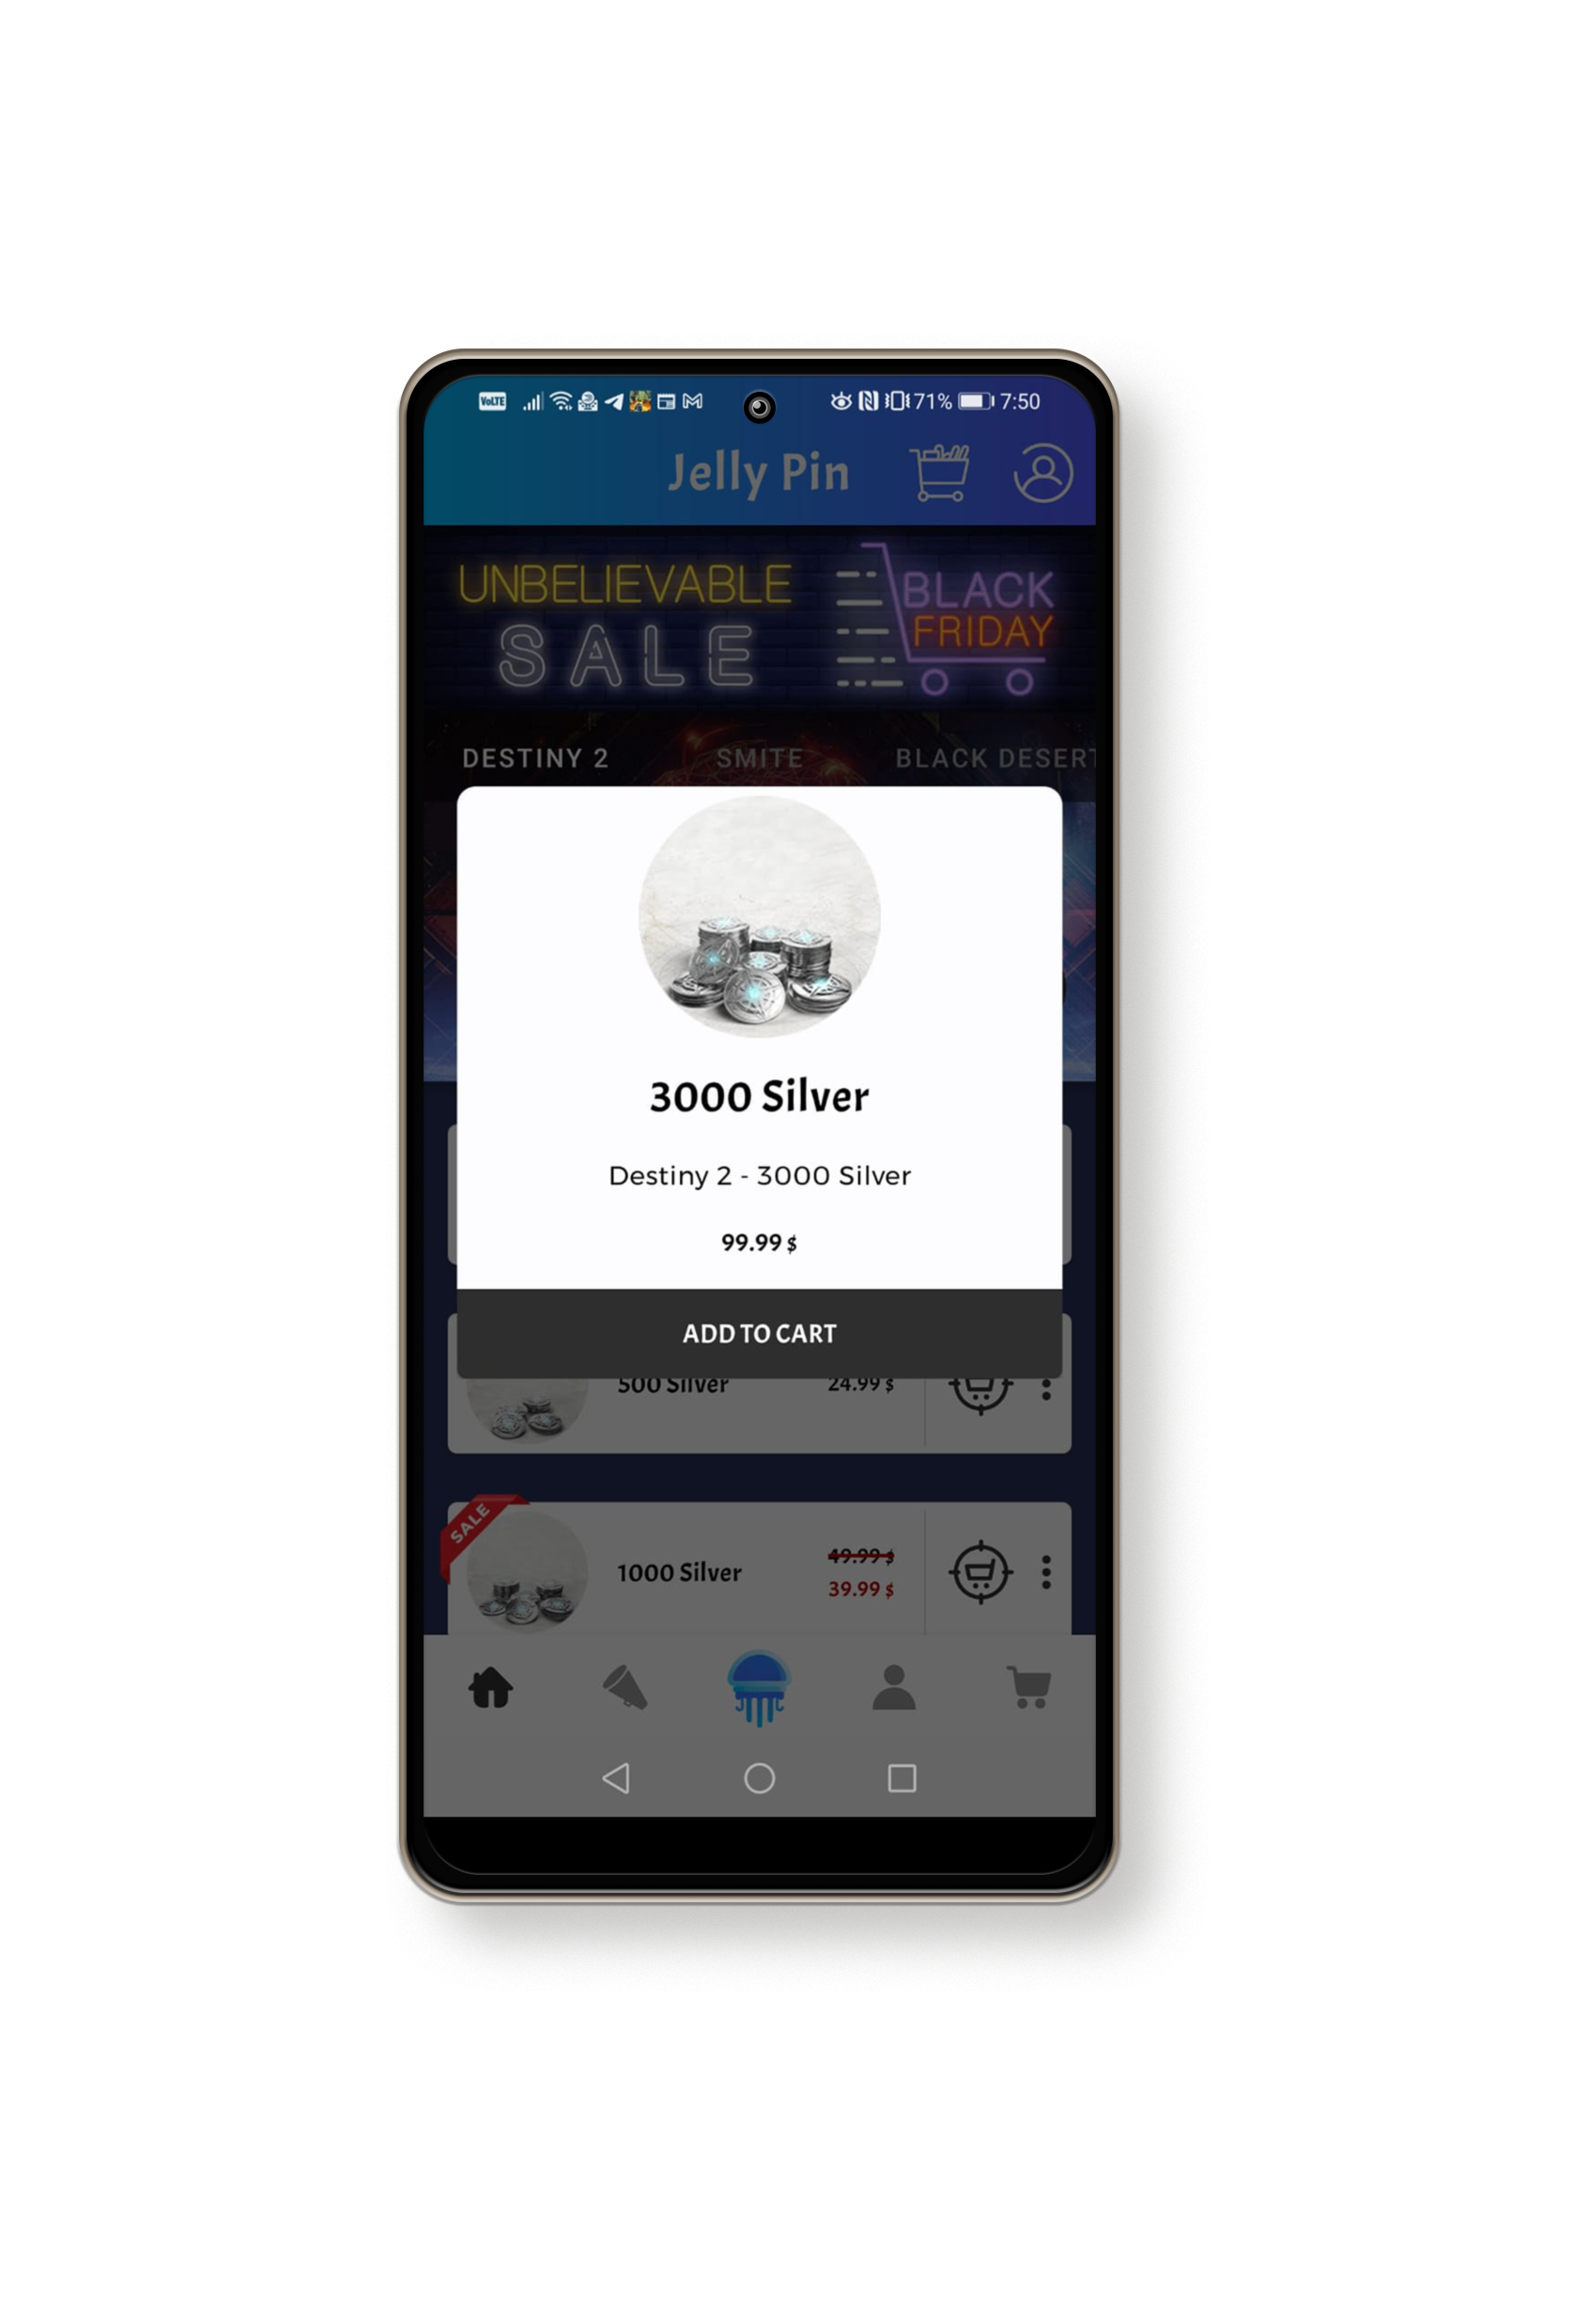 VoLTE 71% 7:50
Jelly Pin
UNBELIEVABLE
SALE
BLACK
FRIDAY
DESTINY 2 SMITE BLACK DESERT
3000 Silver
Destiny 2 - 3000 Silver
99.99 $
ADD TO CART
500 Silver 24.99 $
SALE
1000 Silver
49.99 $
39.99 $